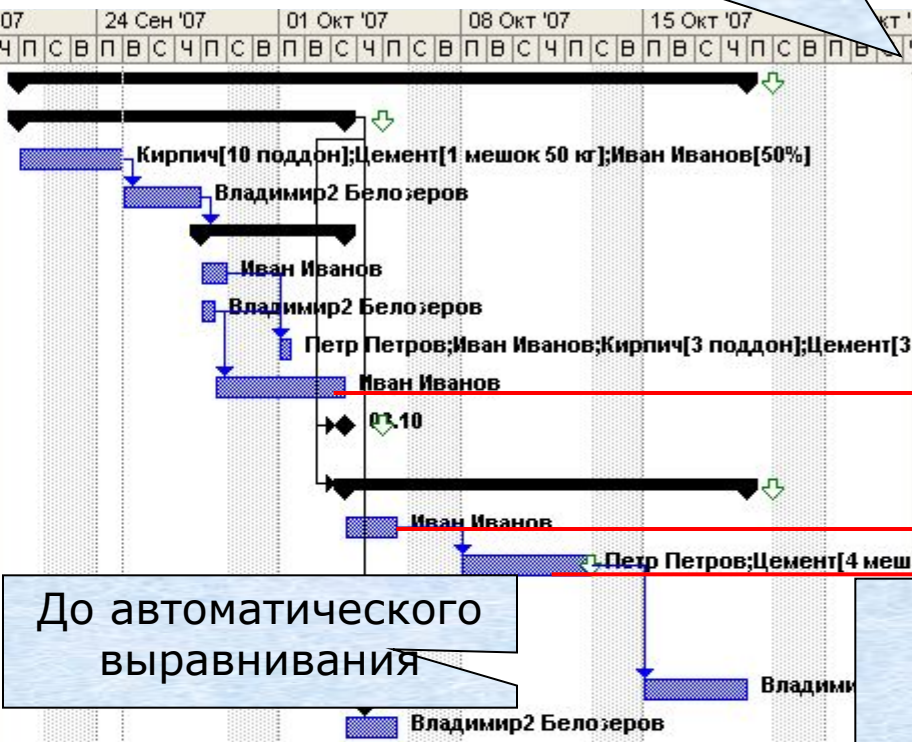 07 24 Сен '07 01 Окт '07 08 Окт '07 15 Окт '07 кт '
Ч П С В П В С Ч П С В П В С Ч П С В П В С Ч П С В П В С Ч П С В П В
Кирпич[10 поддон];Цемент[1 мешок 50 кг];Иван Иванов[50%]
Владимир2 Белозеров
Иван Иванов
Владимир2 Белозеров
Петр Петров;Иван Иванов;Кирпич[3 поддон];Цемент[3
Иван Иванов
03.10
Иван Иванов
Петр Петров;Цемент[4 меш
До автоматического
выравнивания
Владими
Владимир2 Белозеров